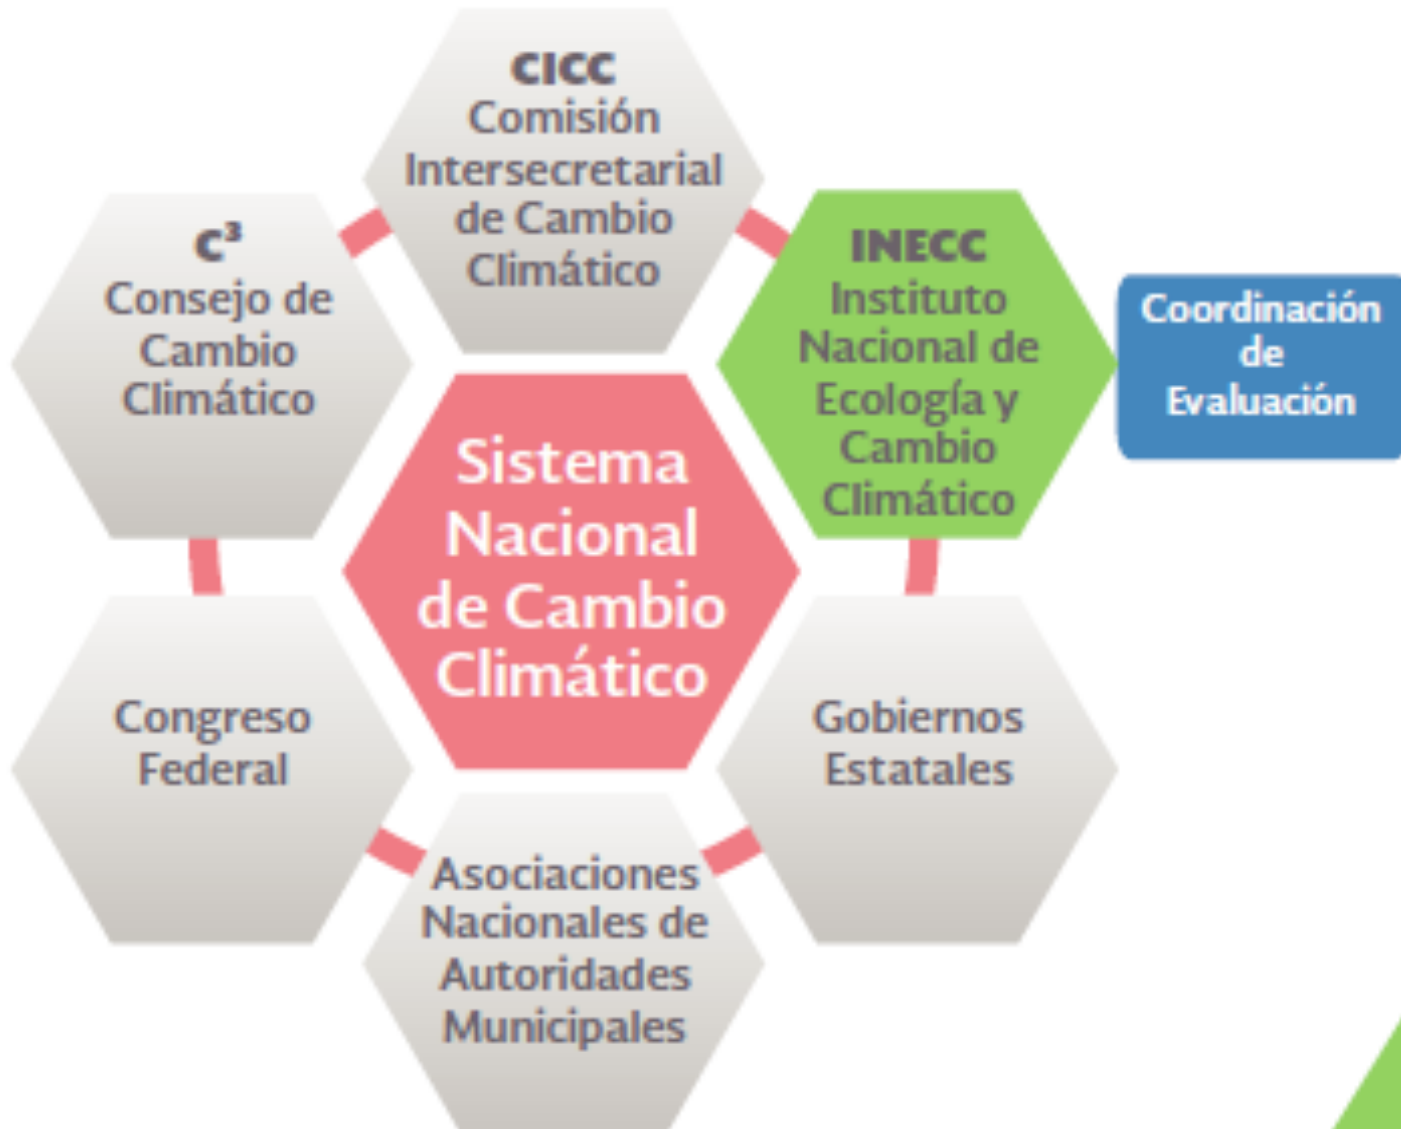 CICC
Comisión
Intersecretarial
de Cambio
Climático
C³
Consejo de
Cambio
Climático
INECC
Instituto
Nacional de
Ecología y
Cambio
Climático
Coordinación
de
Evaluación
Sistema
Nacional
de Cambio
Climático
Congreso
Federal
Gobiernos
Estatales
Asociaciones
Nacionales de
Autoridades
Municipales